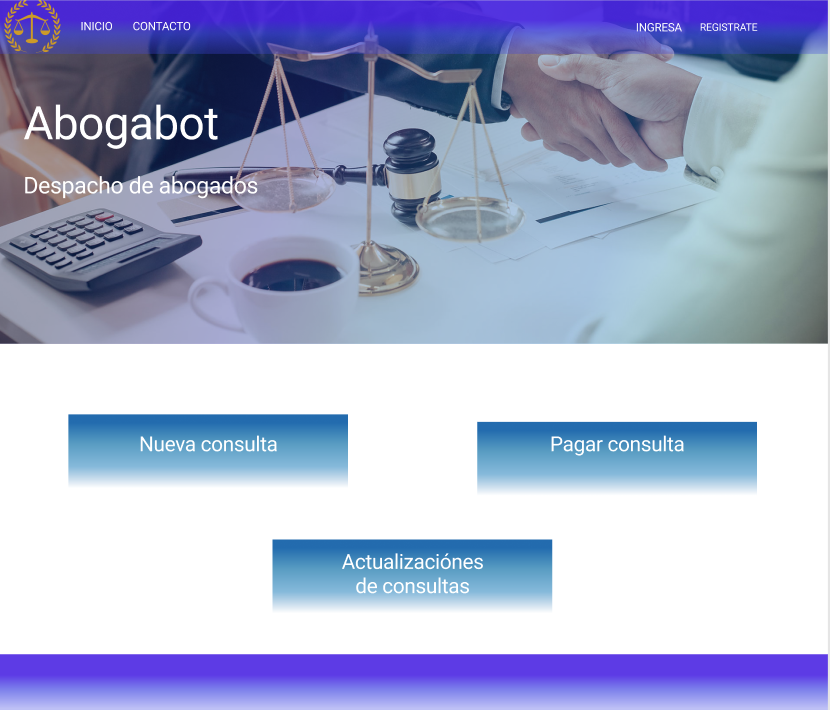 INICIO CONTACTO INGRESA REGISTRATE
Abogabot
Despacho de abogados
Nueva consulta
Pagar consulta
Actualizaciónes
de consultas